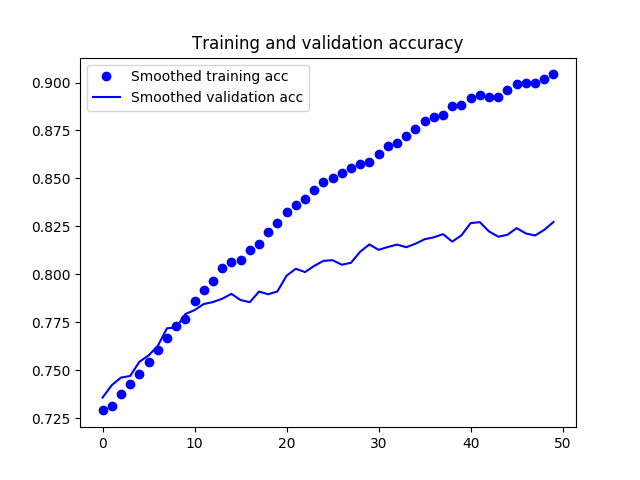 Training and validation accuracy
Smoothed training acc
Smoothed validation acc
0.900
0.875
0.850
0.825
0.800
0.775
0.750
0.725
0 10 20 30 40 50